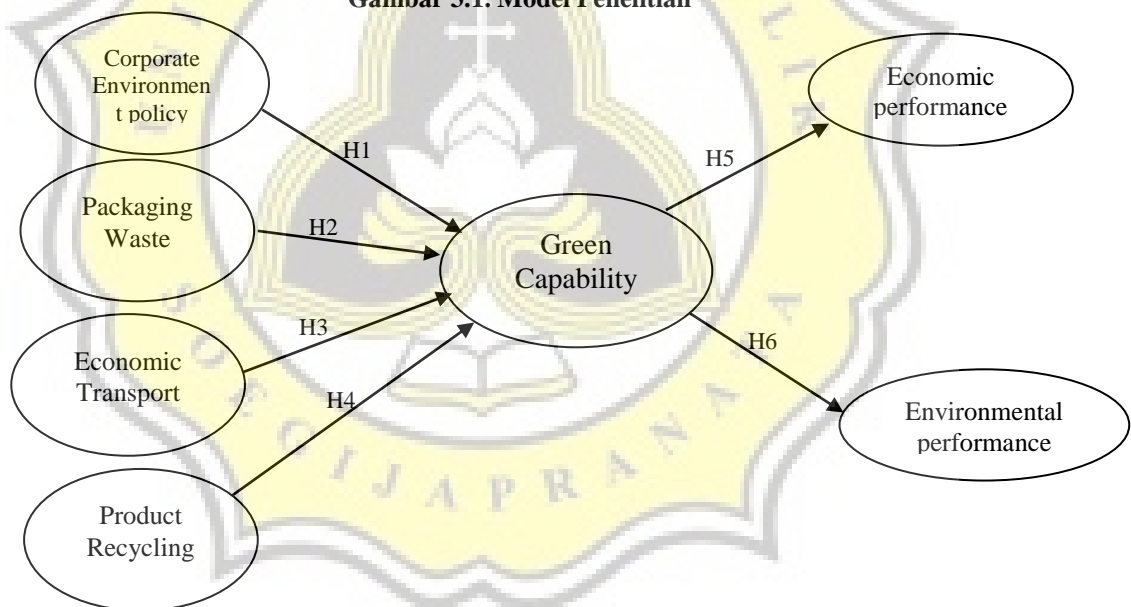 Gambar 3.1. Model Penelitian
Corporate
Environmen
t policy
Economic
performance
H1
H5
Packaging
Waste
H2
Green
Capability
H3
H6
Economic
Transport
H4
Environmental
performance
Product
Recycling
SOEGIJAPRANATA